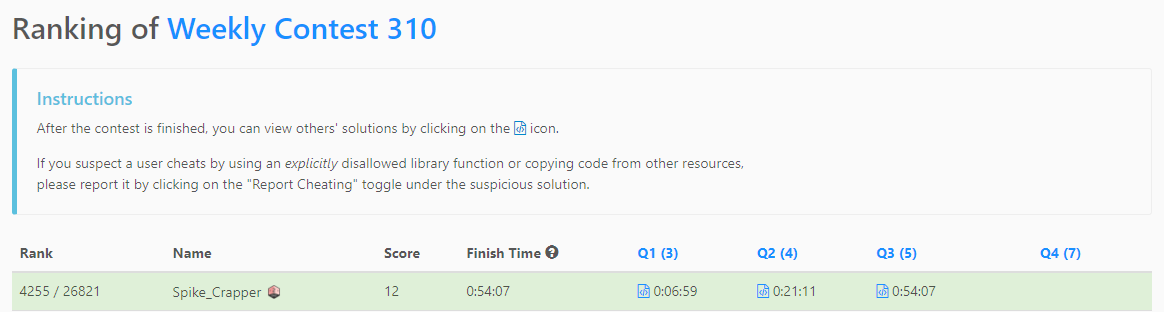 Ranking of Weekly Contest 310
Instructions
After the contest is finished, you can view others' solutions by clicking on the icon.
If you suspect a user cheats by using an explicitly disallowed library function or copying code from other resources,
please report it by clicking on the "Report Cheating" toggle under the suspicious solution.
Rank Name Score Finish Time Q1 (3) Q2 (4) Q3 (5) Q4 (7)
4255 / 26821 Spike_Crapper 12 0:54:07 0:06:59 0:21:11 0:54:07